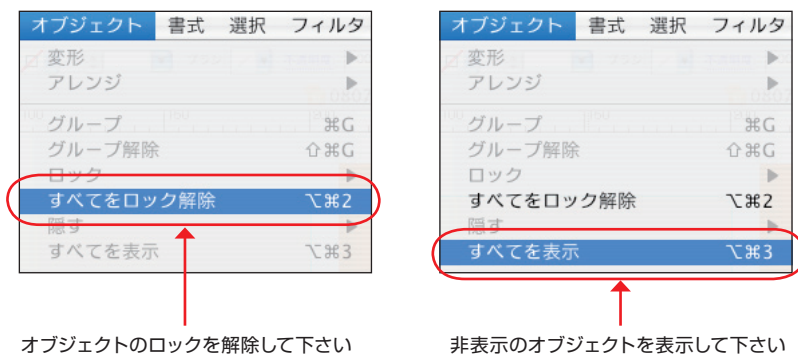 オブジェクト 書式 選択 フィルタ
変形
アレンジ
グループ ⌘G
グループ解除 ⇧⌘G
ロック
すべてをロック解除 ⌥⌘2
隠す
すべてを表示 ⌥⌘3
オブジェクトのロックを解除して下さい
オブジェクト 書式 選択 フィルタ
変形
アレンジ
グループ ⌘G
グループ解除 ⇧⌘G
ロック
すべてをロック解除 ⌥⌘2
隠す
すべてを表示 ⌥⌘3
非表示のオブジェクトを表示して下さい